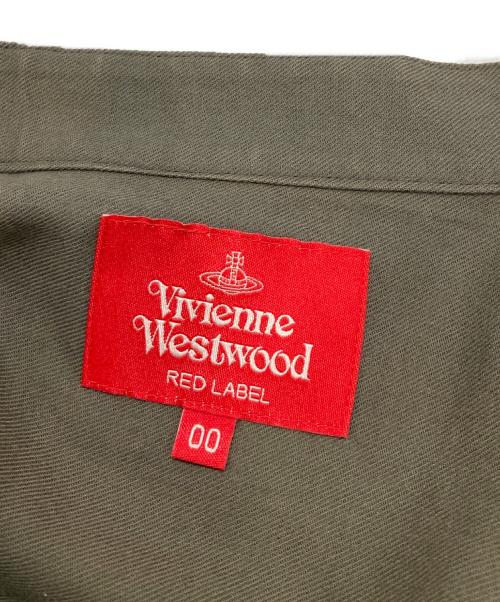 Vivienne
Westwood
RED LABEL
00